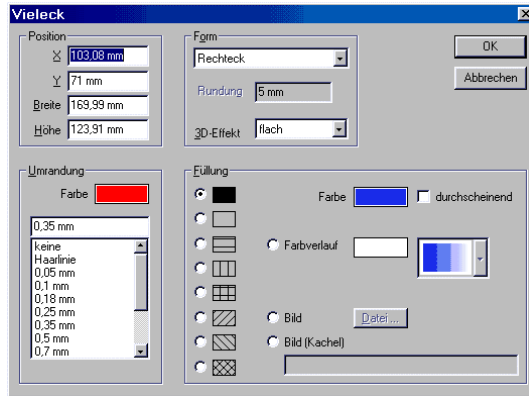 Vieleck
Position
X 103,08 mm
Y 71 mm
Breite 169,99 mm
Höhe 123,91 mm
Form
Rechteck
Rundung 5 mm
3D-Effekt flach
OK
Abbrechen
Umrandung
Farbe
0,35 mm
keine
Haarlinie
0,05 mm
0,1 mm
0,18 mm
0,25 mm
0,35 mm
0,5 mm
0,7 mm
Füllung
Farbe durchscheinend
Farbverlauf
Bild Datei...
Bild (Kachel)